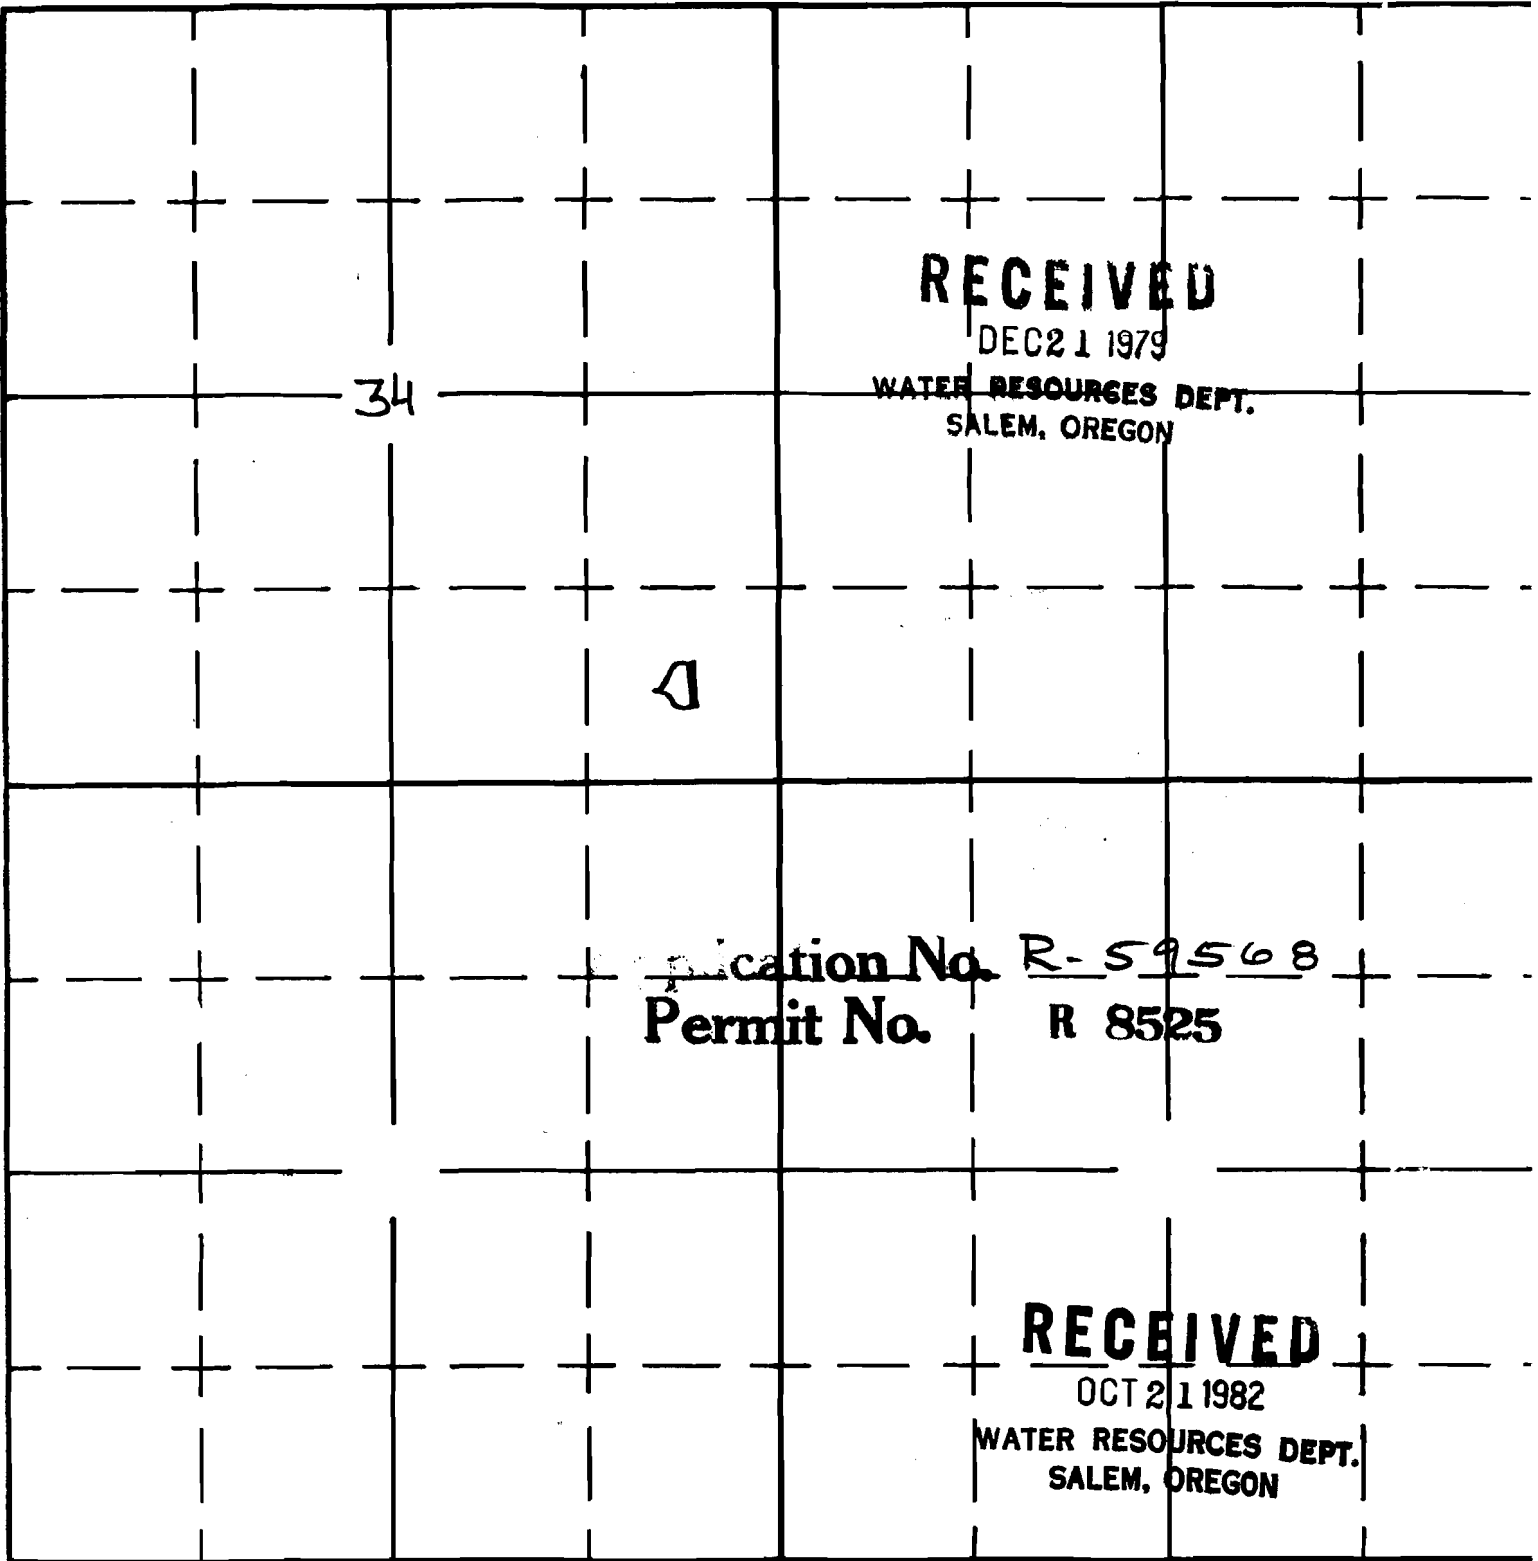 RECEIVED
DEC 21 1979
WATER RESOURCES DEPT.
SALEM, OREGON
34
No. R-59568
Permit No. R 8525
RECEIVED
OCT 21 1982
WATER RESOURCES DEPT.
SALEM, OREGON